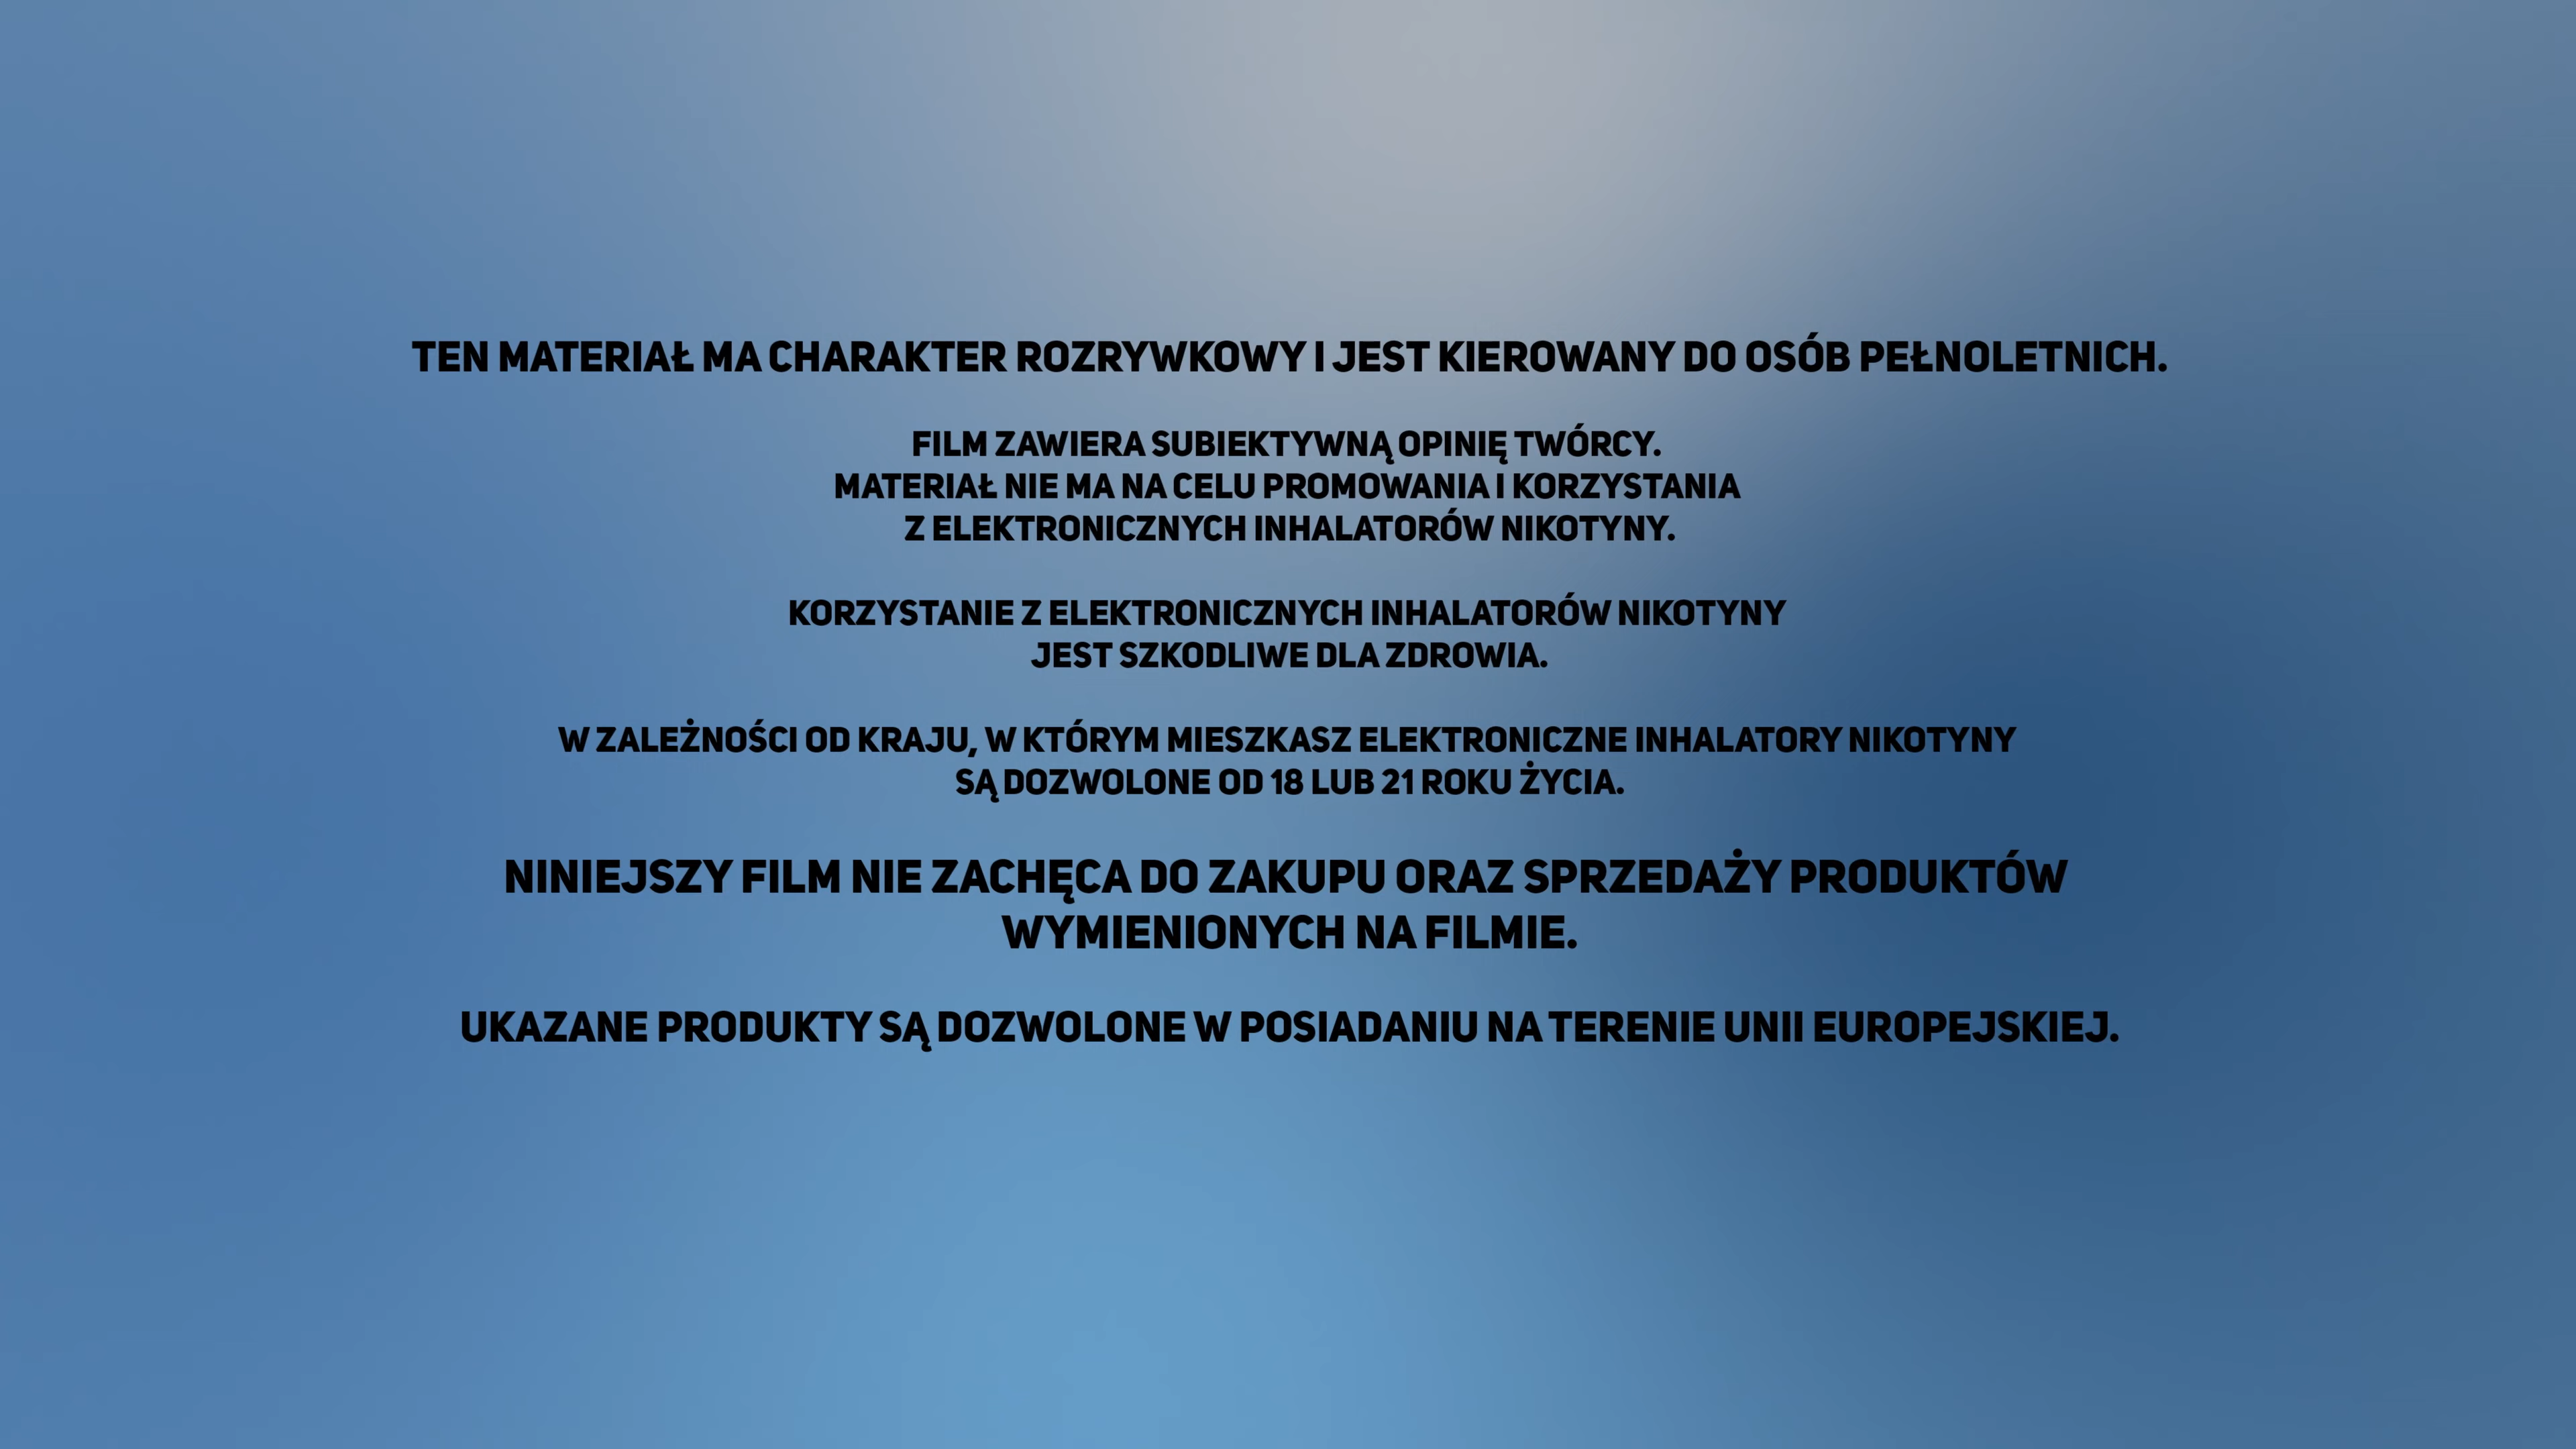 TEN MATERIAŁ MA CHARAKTER ROZRYWKOWY I JEST KIEROWANY DO OSÓB PEŁNOLETNICH.
FILM ZAWIERA SUBIEKTYWNĄ OPINIĘ TWÓRCY.
MATERIAŁ NIE MA NA CELU PROMOWANIA I KORZYSTANIA
Z ELEKTRONICZNYCH INHALATORÓW NIKOTYNY.
KORZYSTANIE Z ELEKTRONICZNYCH INHALATORÓW NIKOTYNY
JEST SZKODLIWE DLA ZDROWIA.
W ZALEŻNOŚCI OD KRAJU, W KTÓRYM MIESZKASZ ELEKTRONICZNE INHALATORY NIKOTYNY
SĄ DOZWOLONE OD 18 LUB 21 ROKU ŻYCIA.
NINIEJSZY FILM NIE ZACHĘCA DO ZAKUPU ORAZ SPRZEDAŻY PRODUKTÓW
WYMIENIONYCH NA FILMIE.
UKAZANE PRODUKTY SĄ DOZWOLONE W POSIADANIU NA TERENIE UNII EUROPEJSKIEJ.